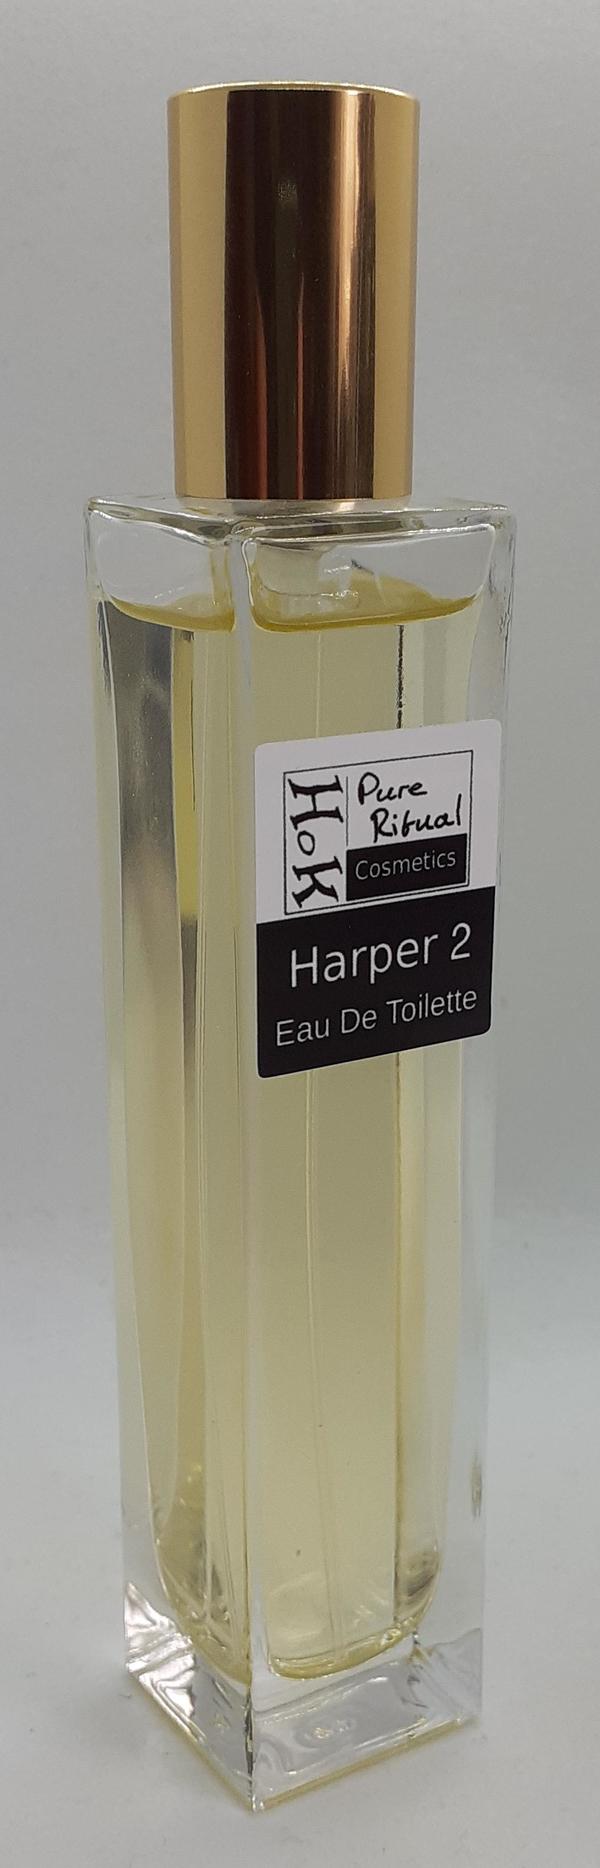 HoK
Pure
Ritual
Cosmetics
Harper 2
Eau De Toilette